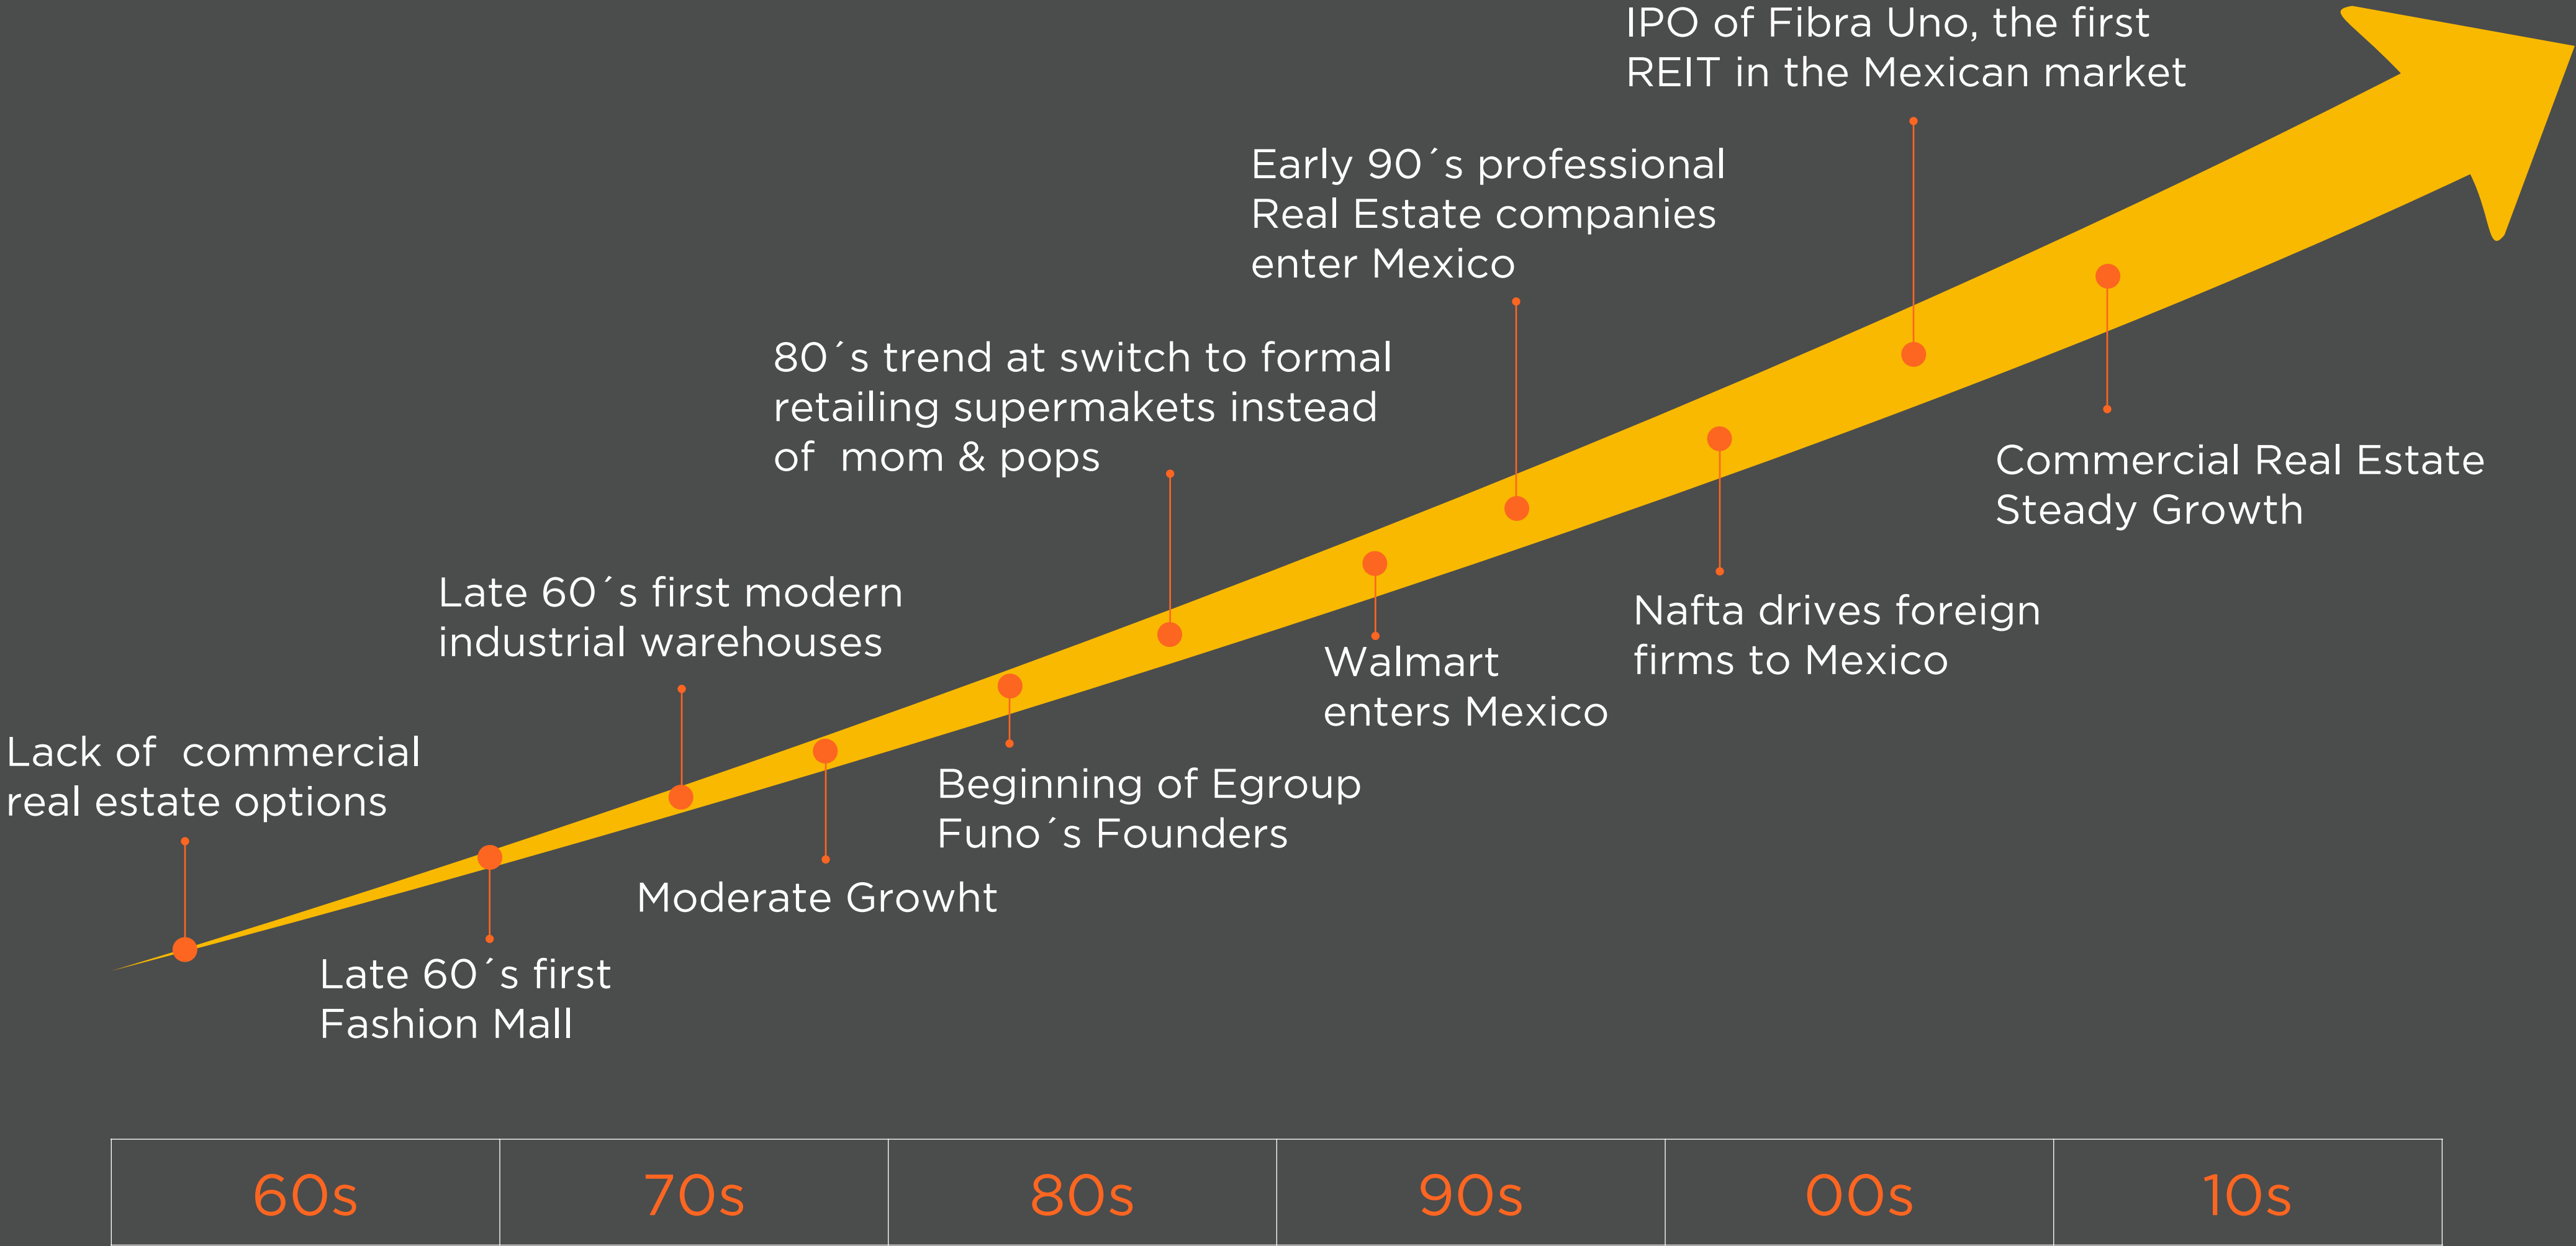 IPO of Fibra Uno, the first
REIT in the Mexican market
Early 90´s professional
Real Estate companies
enter Mexico
80´s trend at switch to formal
retailing supermakets instead
of  mom & pops
Commercial Real Estate
Steady Growth
Late 60´s first modern
industrial warehouses
Nafta drives foreign
firms to Mexico
Walmart
enters Mexico
Lack of  commercial
real estate options
Beginning of Egroup
Funo´s Founders
Moderate Growht
Late 60´s first
Fashion Mall
60s
70s
80s
90s
00s
10s